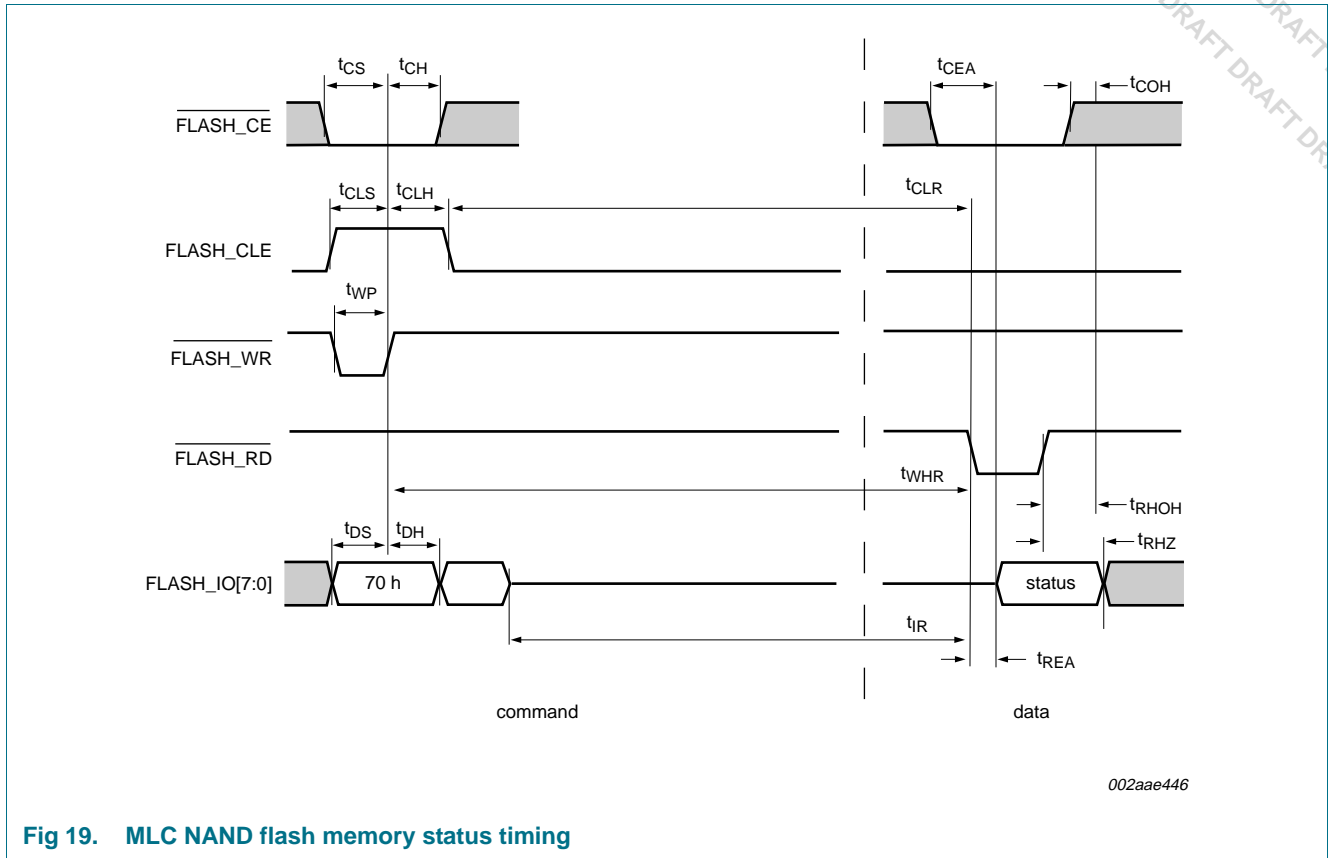 DRAFT DRAFT DRAFT
DRAFT DRAFT
tCS tCH tCEA tCOH
FLASH_CE
tCLS tCLH tCLR
FLASH_CLE
tWP
FLASH_WR
FLASH_RD
tWHR
tRHOH
tDS tDH tRHZ
FLASH_IO[7:0] 70 h status
tIR
tREA
command data
002aae446
Fig 19. MLC NAND flash memory status timing